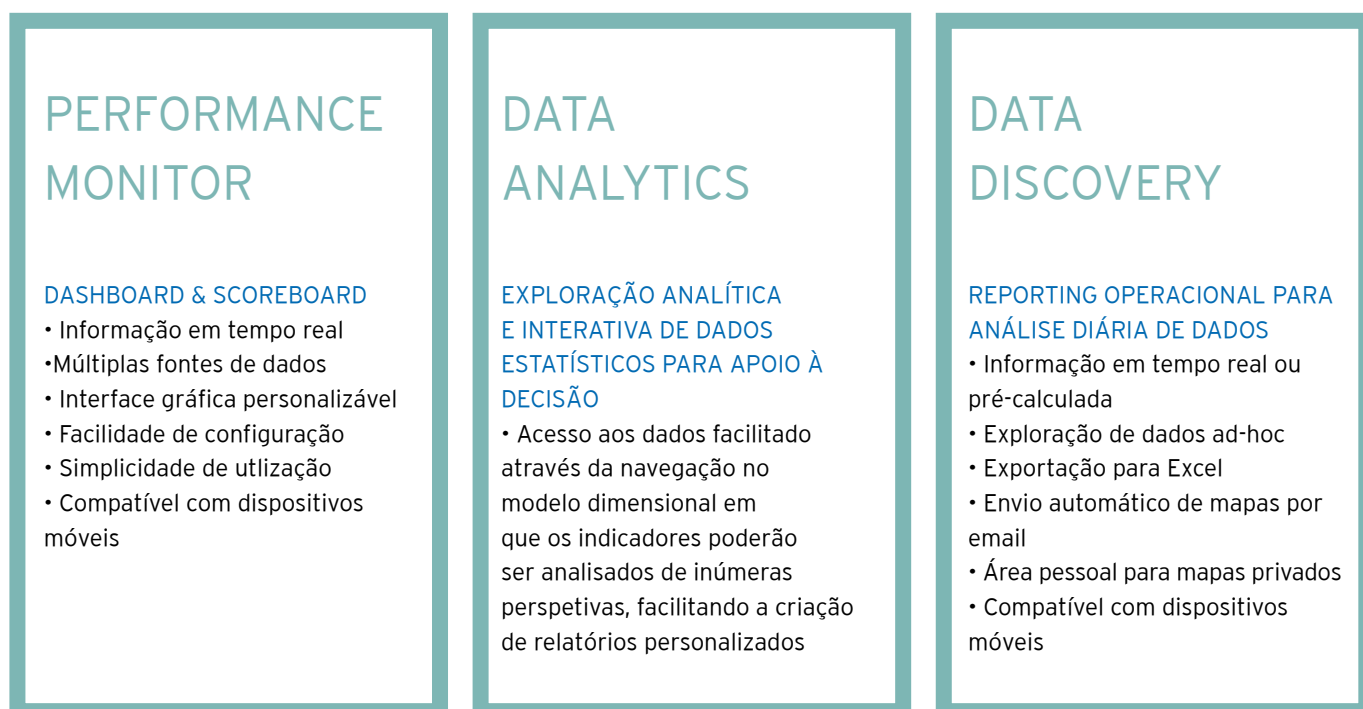 PERFORMANCE
MONITOR
DASHBOARD & SCOREBOARD
• Informação em tempo real
•Múltiplas fontes de dados
• Interface gráfica personalizável
• Facilidade de configuração
• Simplicidade de utlização
• Compatível com dispositivos
móveis
DATA
ANALYTICS
EXPLORAÇÃO ANALÍTICA
E INTERATIVA DE DADOS
ESTATÍSTICOS PARA APOIO À
DECISÃO
• Acesso aos dados facilitado
através da navegação no
modelo dimensional em
que os indicadores poderão
ser analisados de inúmeras
perspetivas, facilitando a criação
de relatórios personalizados
DATA
DISCOVERY
REPORTING OPERACIONAL PARA
ANÁLISE DIÁRIA DE DADOS
• Informação em tempo real ou
pré-calculada
• Exploração de dados ad-hoc
• Exportação para Excel
• Envio automático de mapas por
email
• Área pessoal para mapas privados
• Compatível com dispositivos
móveis